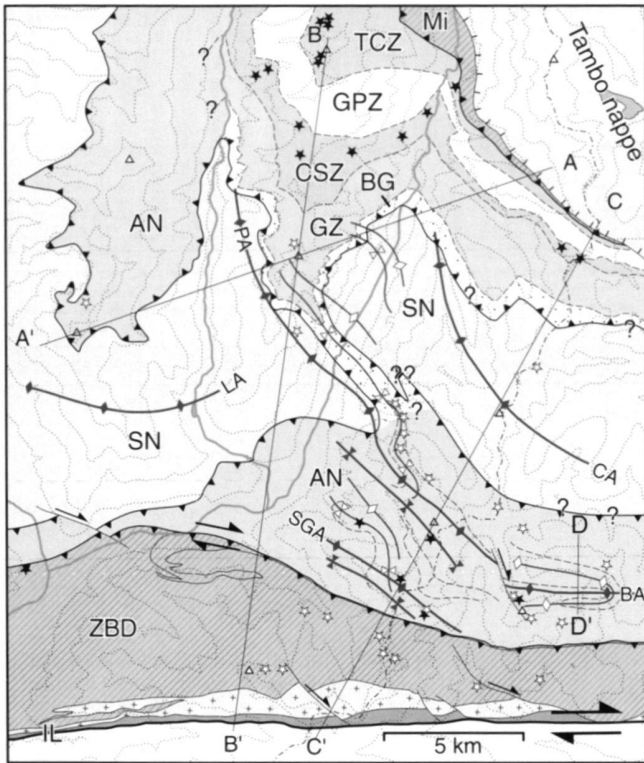 B
TCZ
Mi
Tambo nappe
?
?
GPZ
A
CSZ
BG
C
AN
GZ
PA
SN
?
A'
??
?
LA
SN
CA
AN
?
?
D
SGA
BA
D'
ZBD
IL
B'
C'
5 km